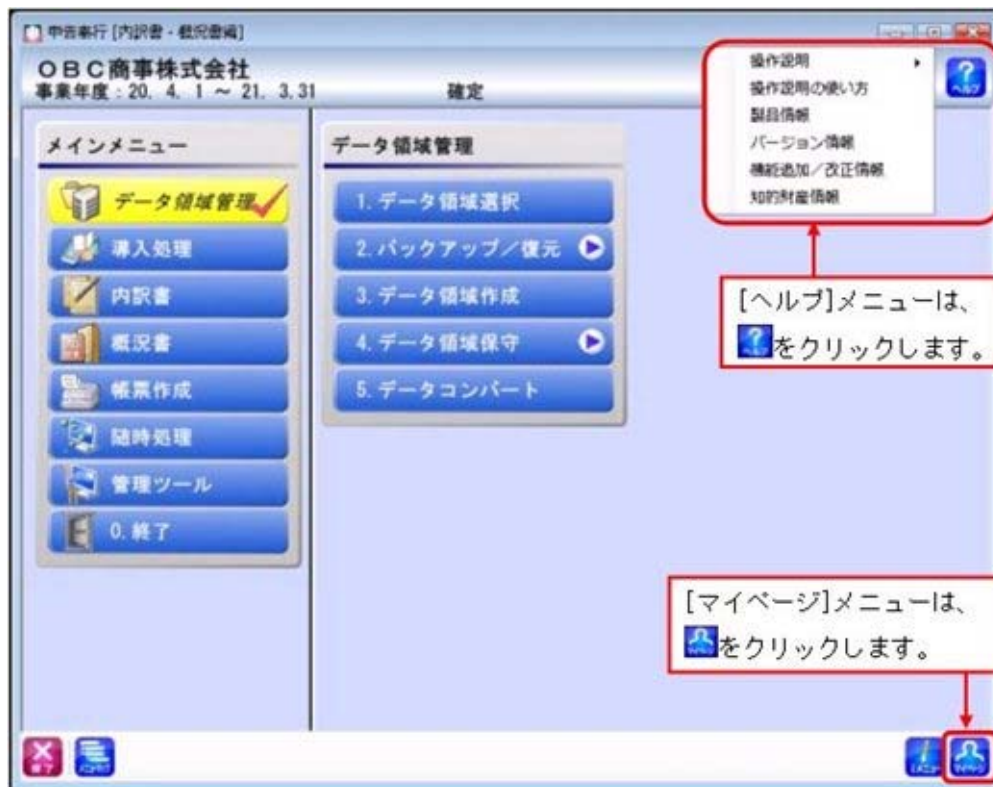 申告奉行 [内訳書・概況書編]
OBC商事株式会社
事業年度：20. 4. 1 ～ 21. 3.31
確定
操作説明
操作説明の使い方
製品情報
バージョン情報
機能追加／改正情報
知的財産情報
ヘルプ
メインメニュー
データ領域管理
導入処理
内訳書
概況書
帳票作成
随時処理
管理ツール
0. 終了
データ領域管理
1. データ領域選択
2. バックアップ／復元
3. データ領域作成
4. データ領域保守
5. データコンバート
[ヘルプ]メニューは、
をクリックします。
[マイページ]メニューは、
をクリックします。
終了
マイページ